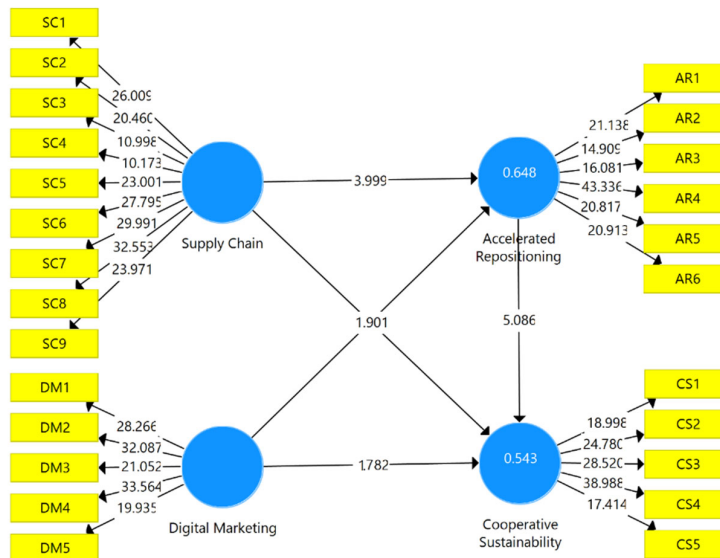 SC1
SC2
SC3
SC4
SC5
SC6
SC7
SC8
SC9
26.009
20.460
10.998
10.173
23.001
27.795
29.991
32.553
23.971
Supply Chain
3.999
1.901
0.648
Accelerated
Repositioning
21.138
14.909
16.081
43.336
20.817
20.913
AR1
AR2
AR3
AR4
AR5
AR6
5.086
DM1
DM2
DM3
DM4
DM5
28.266
32.087
21.052
33.564
19.935
Digital Marketing
1.782
0.543
Cooperative
Sustainability
18.998
24.780
28.520
38.988
17.414
CS1
CS2
CS3
CS4
CS5